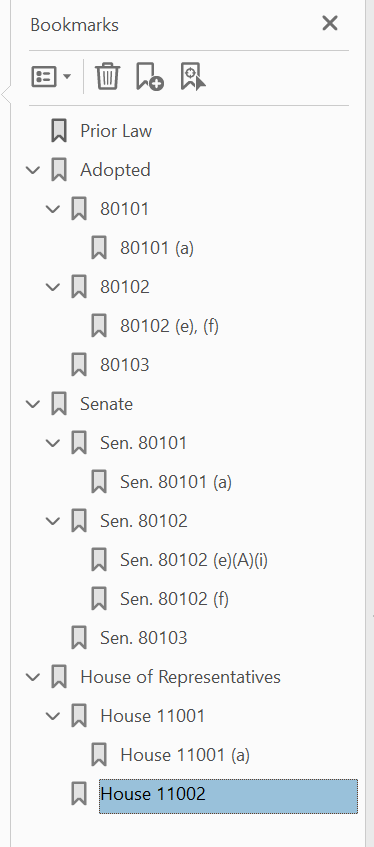 Bookmarks
Prior Law
Adopted
80101
80101 (a)
80102
80102 (e), (f)
80103
Senate
Sen. 80101
Sen. 80101 (a)
Sen. 80102
Sen. 80102 (e)(A)(i)
Sen. 80102 (f)
Sen. 80103
House of Representatives
House 11001
House 11001 (a)
House 11002